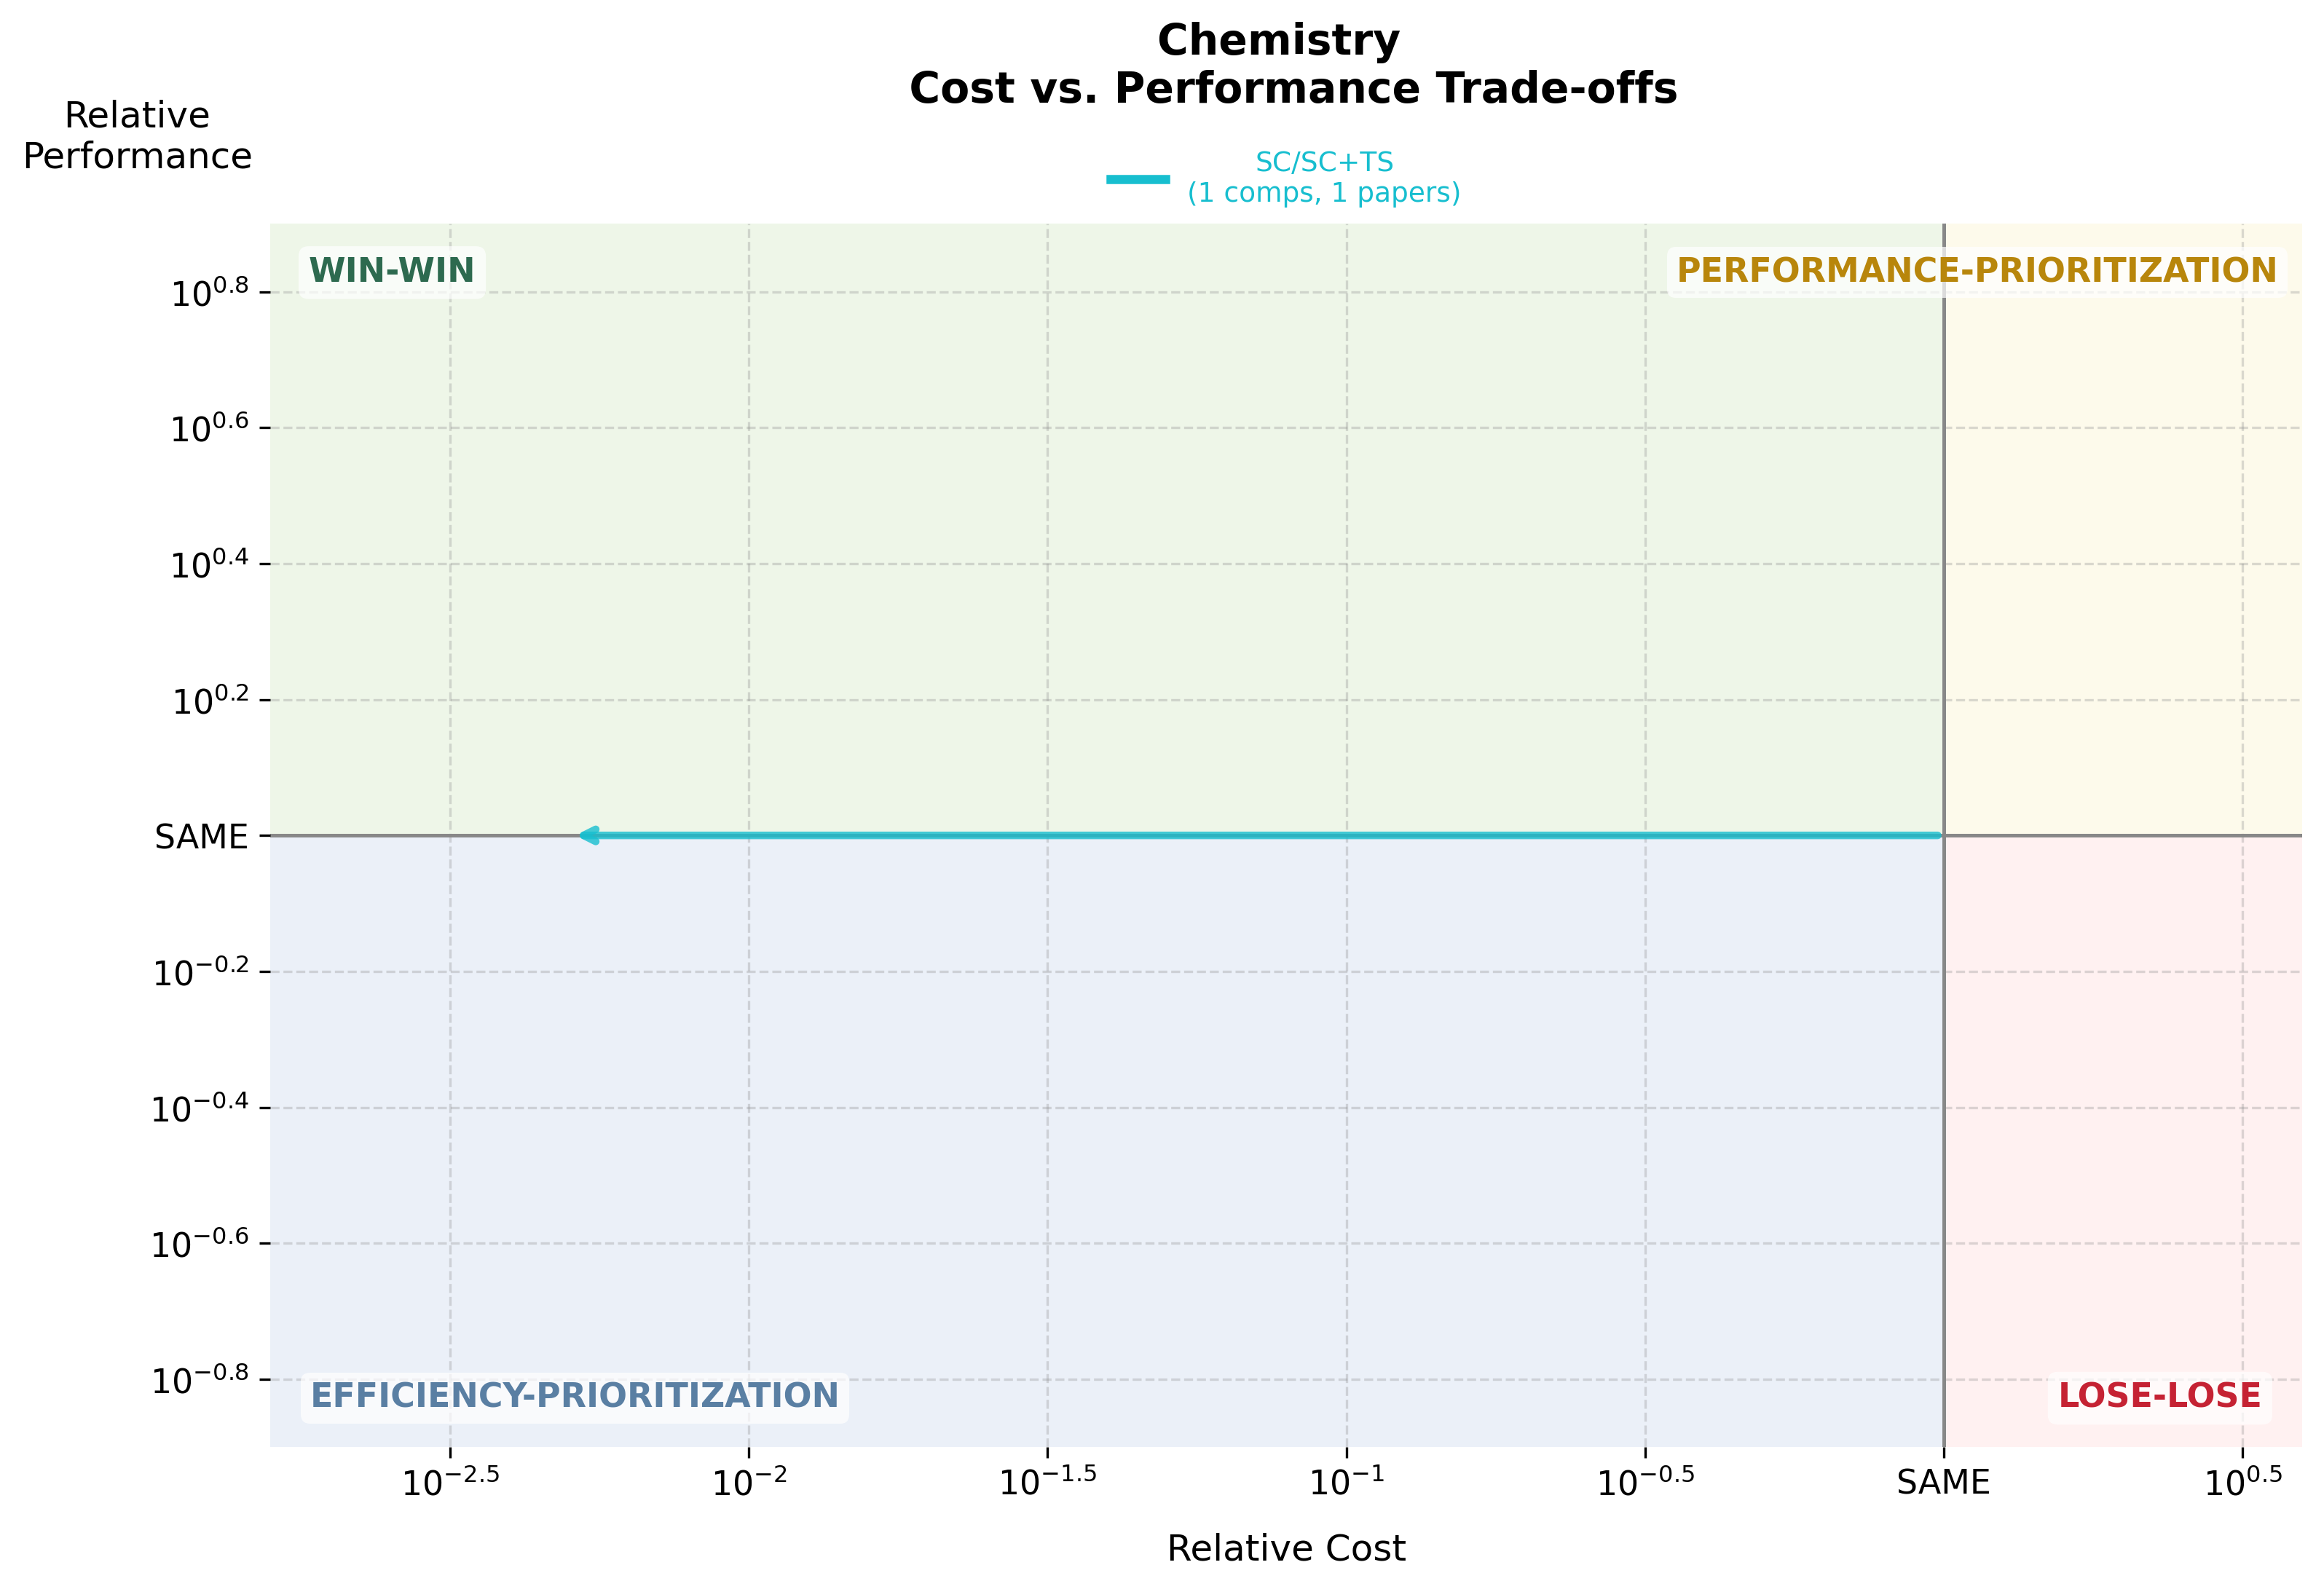 Chemistry
Cost vs. Performance Trade-offs
Relative
Performance
SC/SC+TS
(1 comps, 1 papers)
WIN-WIN
PERFORMANCE-PRIORITIZATION
10^0.8
10^0.6
10^0.4
10^0.2
SAME
10^−0.2
10^−0.4
10^−0.6
10^−0.8
EFFICIENCY-PRIORITIZATION
LOSE-LOSE
10^−2.5
10^−2
10^−1.5
10^−1
10^−0.5
SAME
10^0.5
Relative Cost